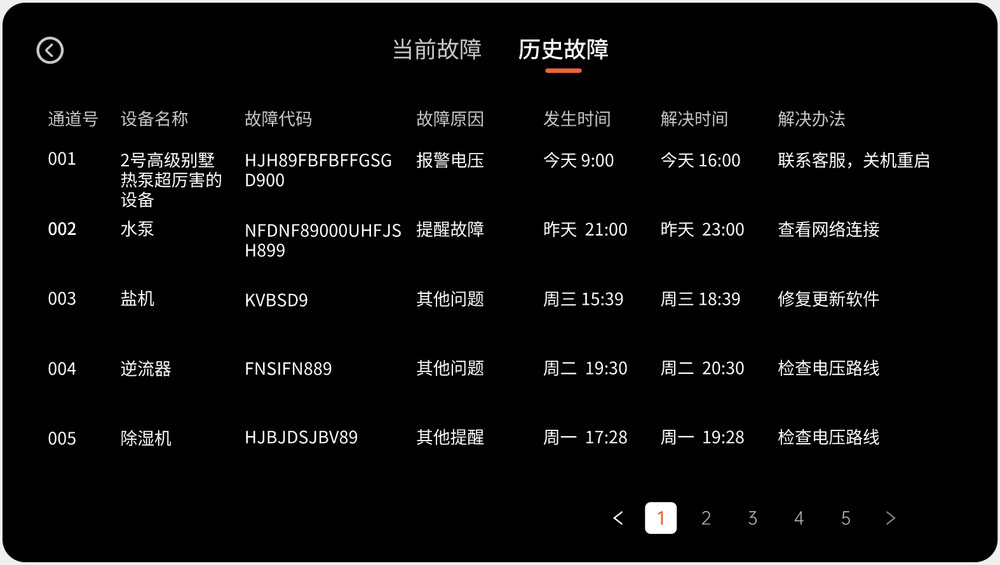 当前故障 历史故障
通道号 设备名称 故障代码 故障原因 发生时间 解决时间 解决办法
001 2号高级别墅 HJH89FBFBFFGSG 报警电压 今天 9:00 今天 16:00 联系客服，关机重启
热泵超厉害的 D900
设备
002 水泵 NFDNF89000UHFJS 提醒故障 昨天 21:00 昨天 23:00 查看网络连接
H899
003 盐机 KVBSD9 其他问题 周三 15:39 周三 18:39 修复更新软件
004 逆流器 FNSIFN889 其他问题 周二 19:30 周二 20:30 检查电压路线
005 除湿机 HJBJDSJBV89 其他提醒 周一 17:28 周一 19:28 检查电压路线
1 2 3 4 5